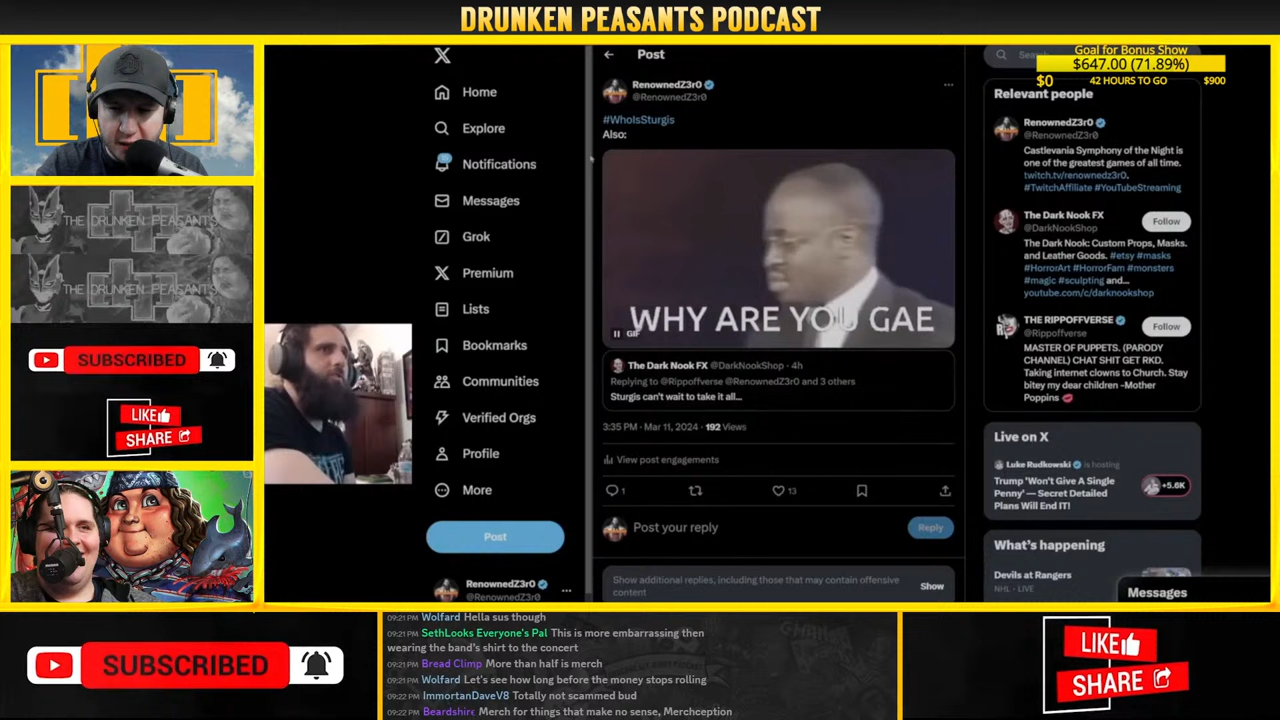 DRUNKEN PEASANTS PODCAST
Goal for Bonus Show
$647.00 (71.89%)
$0
42 HOURS TO GO
$900
THE DRUNKEN PEASANTS
THE DRUNKEN PEASANTS
SUBSCRIBED
LIKE
SHARE
Home
Explore
Notifications
Messages
Grok
Premium
Lists
Bookmarks
Communities
Verified Orgs
Profile
More
Post
RenownedZ3r0
@RenownedZ3r0
Post
RenownedZ3r0
@RenownedZ3r0
#WhoIsSturgis
Also:
WHY ARE YOU GAE
GIF
The Dark Nook FX @DarkNookShop · 4h
Replying to @Rippoffverse @RenownedZ3r0 and 3 others
Sturgis can't wait to take it all...
3:35 PM · Mar 11, 2024 · 192 Views
View post engagements
1
13
Post your reply
Reply
Show additional replies, including those that may contain offensive
content
Show
Relevant people
RenownedZ3r0
@RenownedZ3r0
Castlevania Symphony of the Night is
one of the greatest games of all time.
twitch.tv/renownedz3r0.
#TwitchAffiliate #YouTubeStreaming
The Dark Nook FX
@DarkNookShop
Follow
The Dark Nook: Custom Props, Masks.
and Leather Goods. #etsy #masks
#HorrorArt #HorrorFam #monsters
#magic #sculpting and...
youtube.com/c/darknookshop
THE RIPPOFFVERSE
@Rippoffverse
Follow
MASTER OF PUPPETS. (PARODY
CHANNEL) CHAT SHIT GET RKD.
Taking internet clowns to Church. Stay
bitey my dear children -Mother
Poppins
Live on X
Luke Rudkowski is hosting
Trump 'Won't Give A Single
Penny' — Secret Detailed
Plans Will END IT!
+5.6K
What's happening
Devils at Rangers
NHL · LIVE
Messages
SUBSCRIBED
09:21 PM Wolfard Hella sus though
09:21 PM SethLooks Everyone's Pal This is more embarrassing then
wearing the band's shirt to the concert
09:21 PM Bread Climp More than half is merch
09:21 PM Wolfard Let's see how long before the money stops rolling
09:22 PM ImmortanDaveV8 Totally not scammed bud
09:22 PM Beardshire Merch for things that make no sense, Merchception
LIKE
SHARE